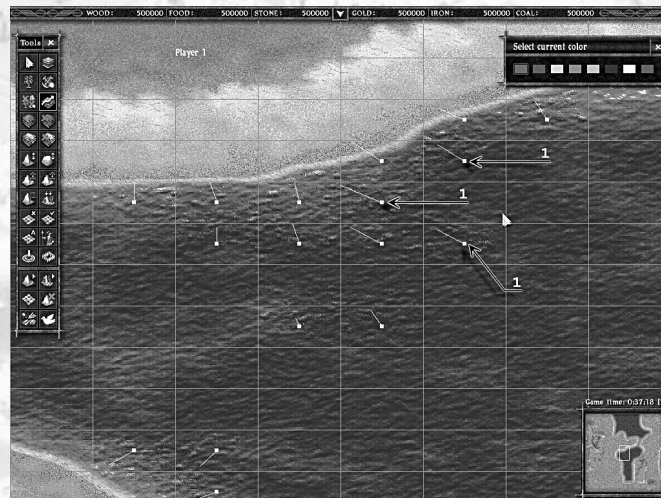 WOOD: 500000 FOOD: 500000 STONE: 500000 GOLD: 500000 IRON: 500000 COAL: 500000
Tools
Player 1
Select current color
1
1
1
Game time: 0:37:18